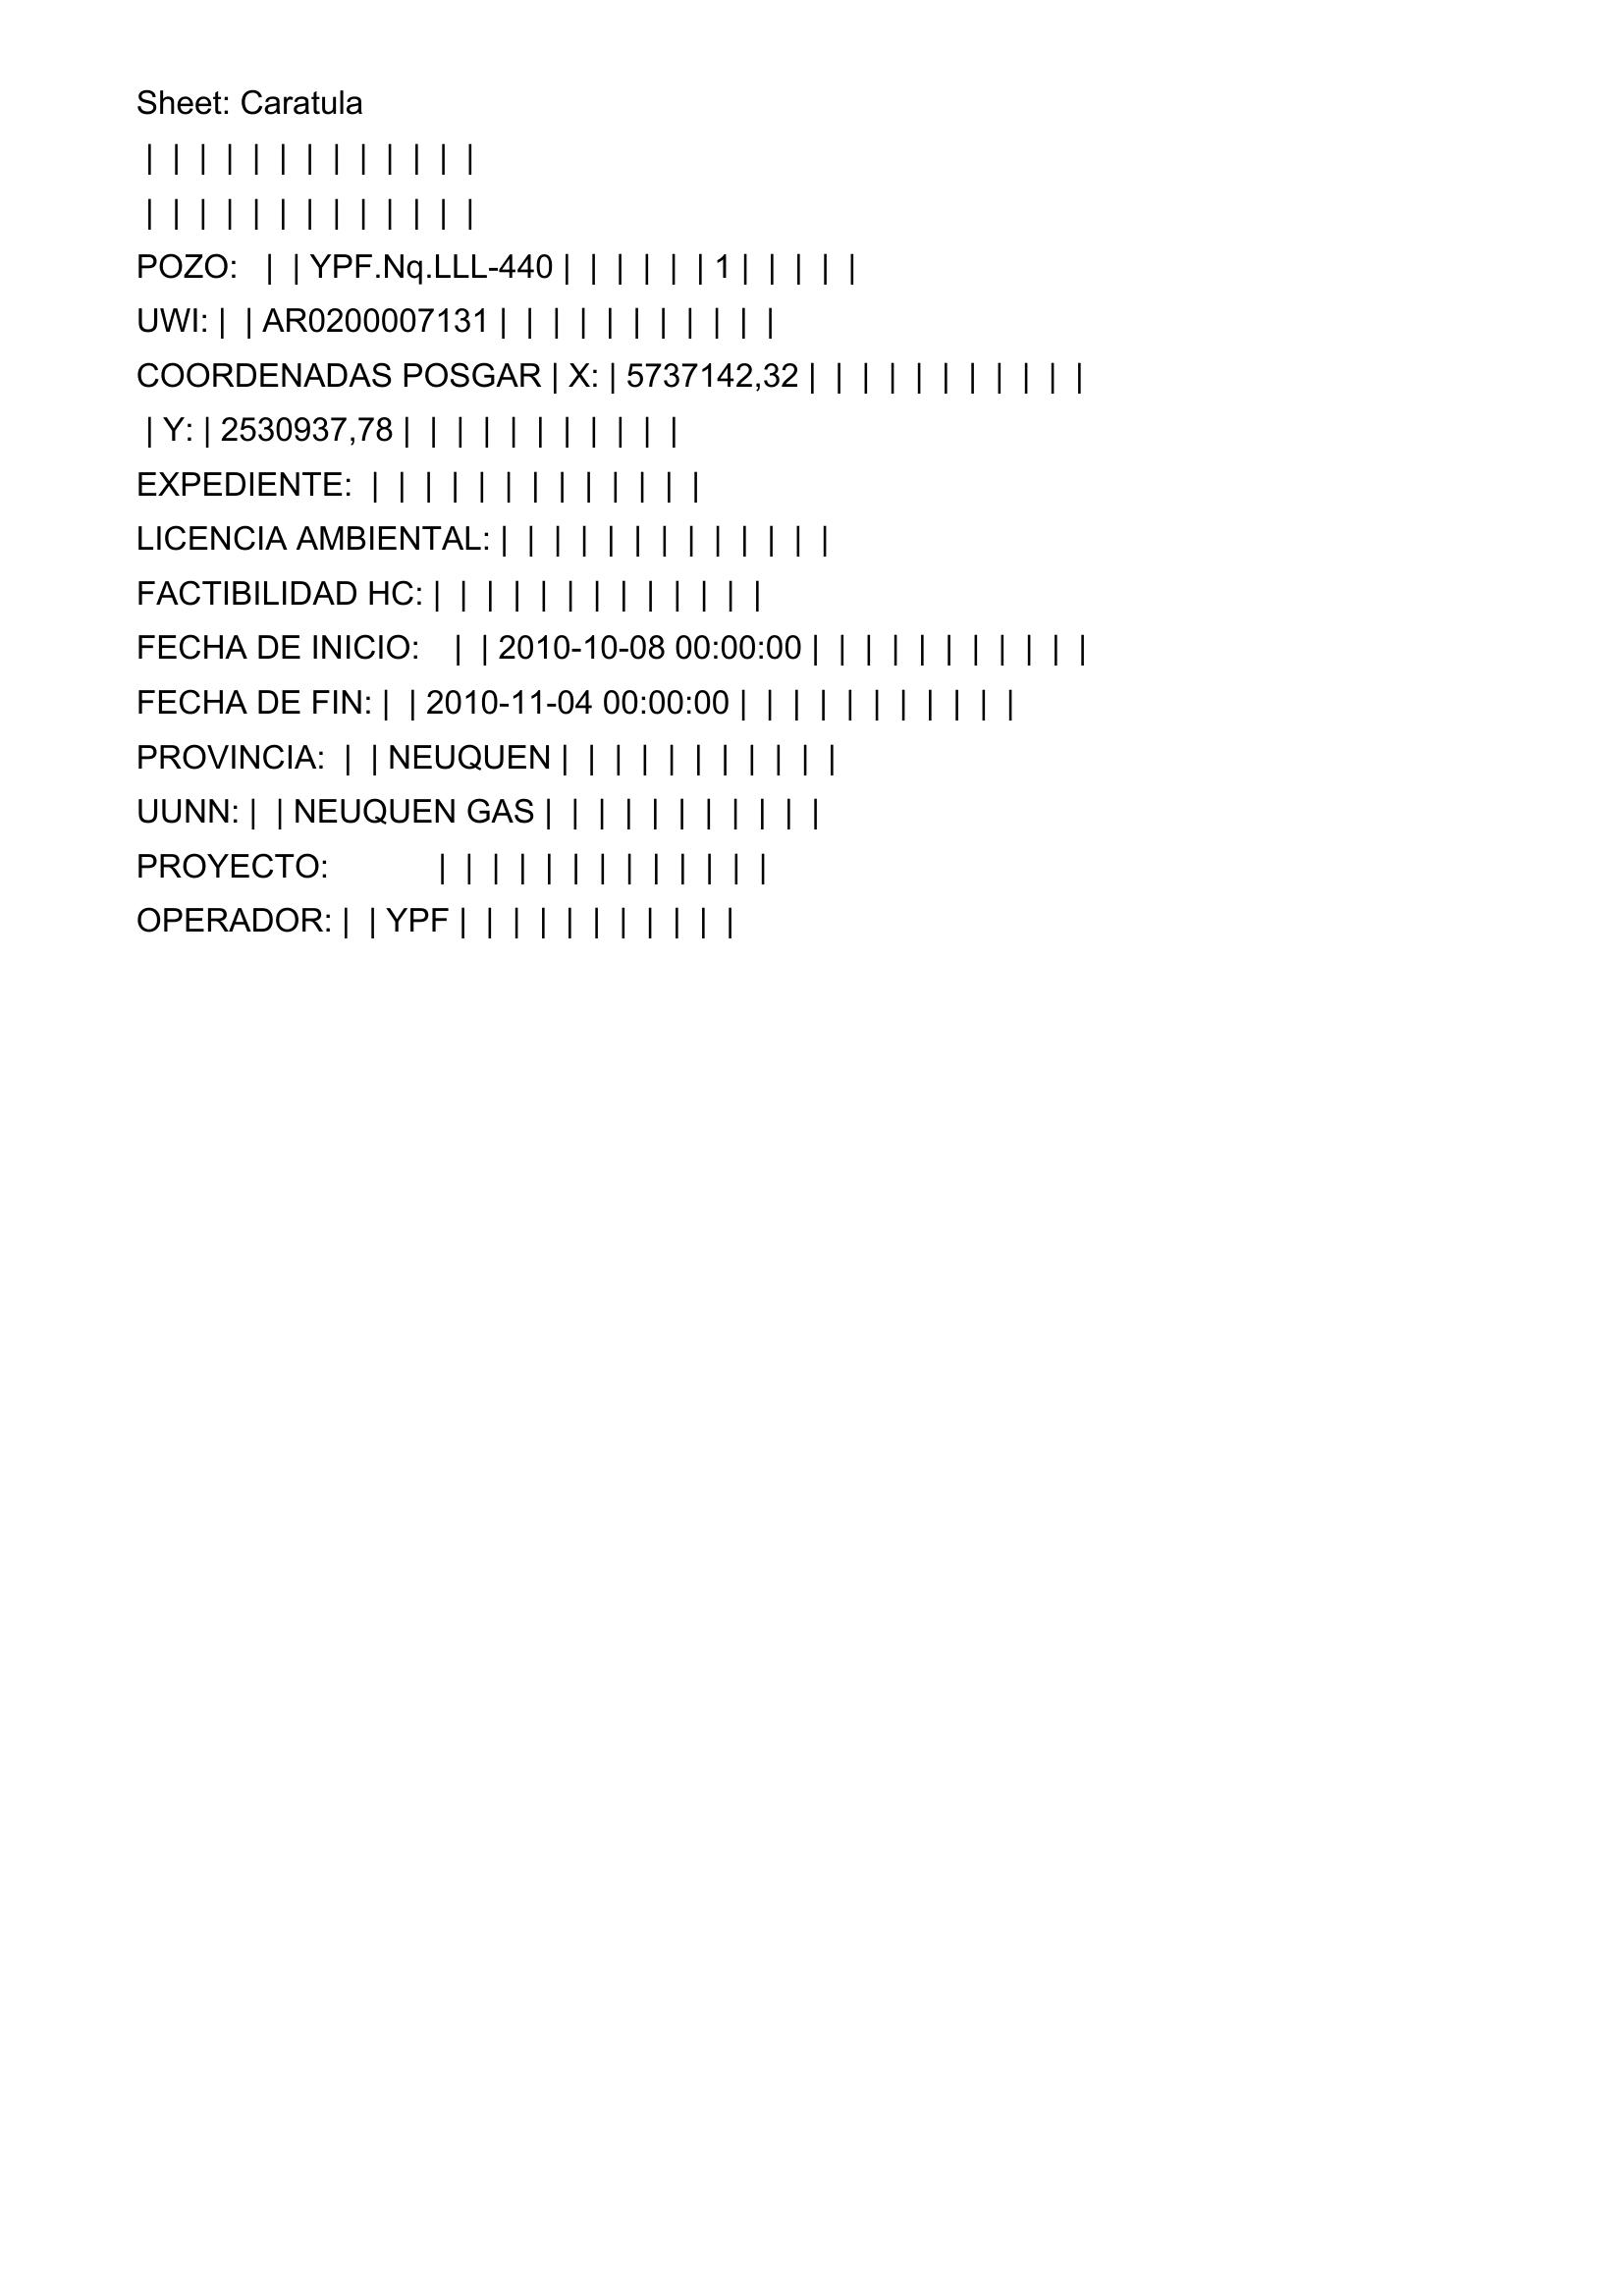 Sheet: Caratula
| | | | | | | | | | | | |
| | | | | | | | | | | | |
POZO: | | YPF.Nq.LLL-440 | | | | | | 1 | | | | |
UWI: | | AR0200007131 | | | | | | | | | | |
COORDENADAS POSGAR | X: | 5737142,32 | | | | | | | | | | |
| Y: | 2530937,78 | | | | | | | | | | |
EXPEDIENTE: | | | | | | | | | | | | |
LICENCIA AMBIENTAL: | | | | | | | | | | | | |
FACTIBILIDAD HC: | | | | | | | | | | | | |
FECHA DE INICIO: | | 2010-10-08 00:00:00 | | | | | | | | | | |
FECHA DE FIN: | | 2010-11-04 00:00:00 | | | | | | | | | | |
PROVINCIA: | | NEUQUEN | | | | | | | | | | |
UUNN: | | NEUQUEN GAS | | | | | | | | | | |
PROYECTO: | | | | | | | | | | | | |
OPERADOR: | | YPF | | | | | | | | | | |